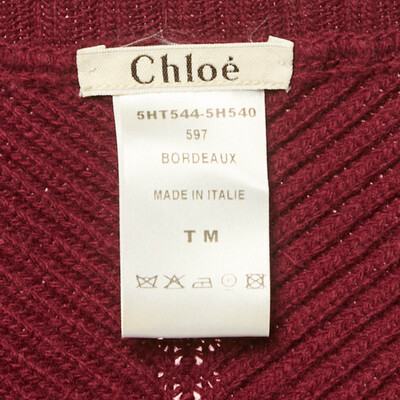 Chloé
5HT544-5H540
597
BORDEAUX
MADE IN ITALIE
T M